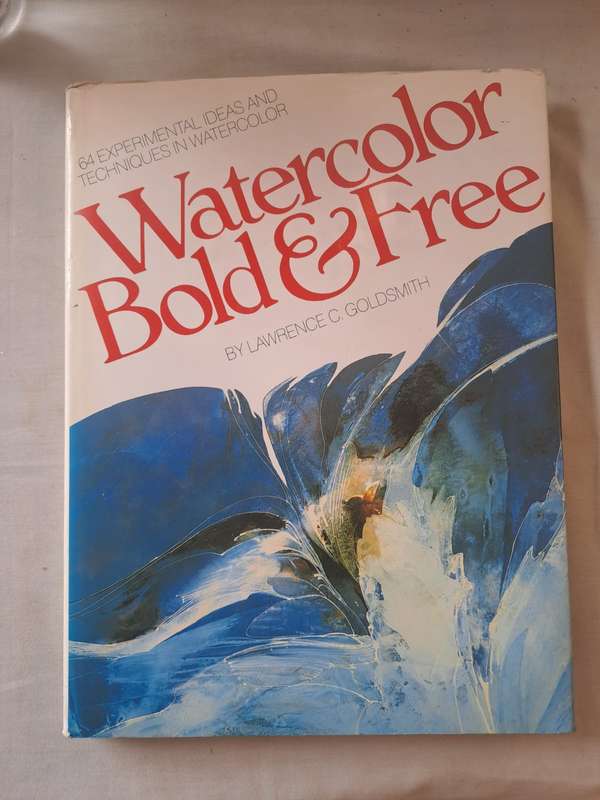 64 EXPERIMENTAL IDEAS AND
TECHNIQUES IN WATERCOLOR
Watercolor
Bold & Free
BY LAWRENCE C. GOLDSMITH